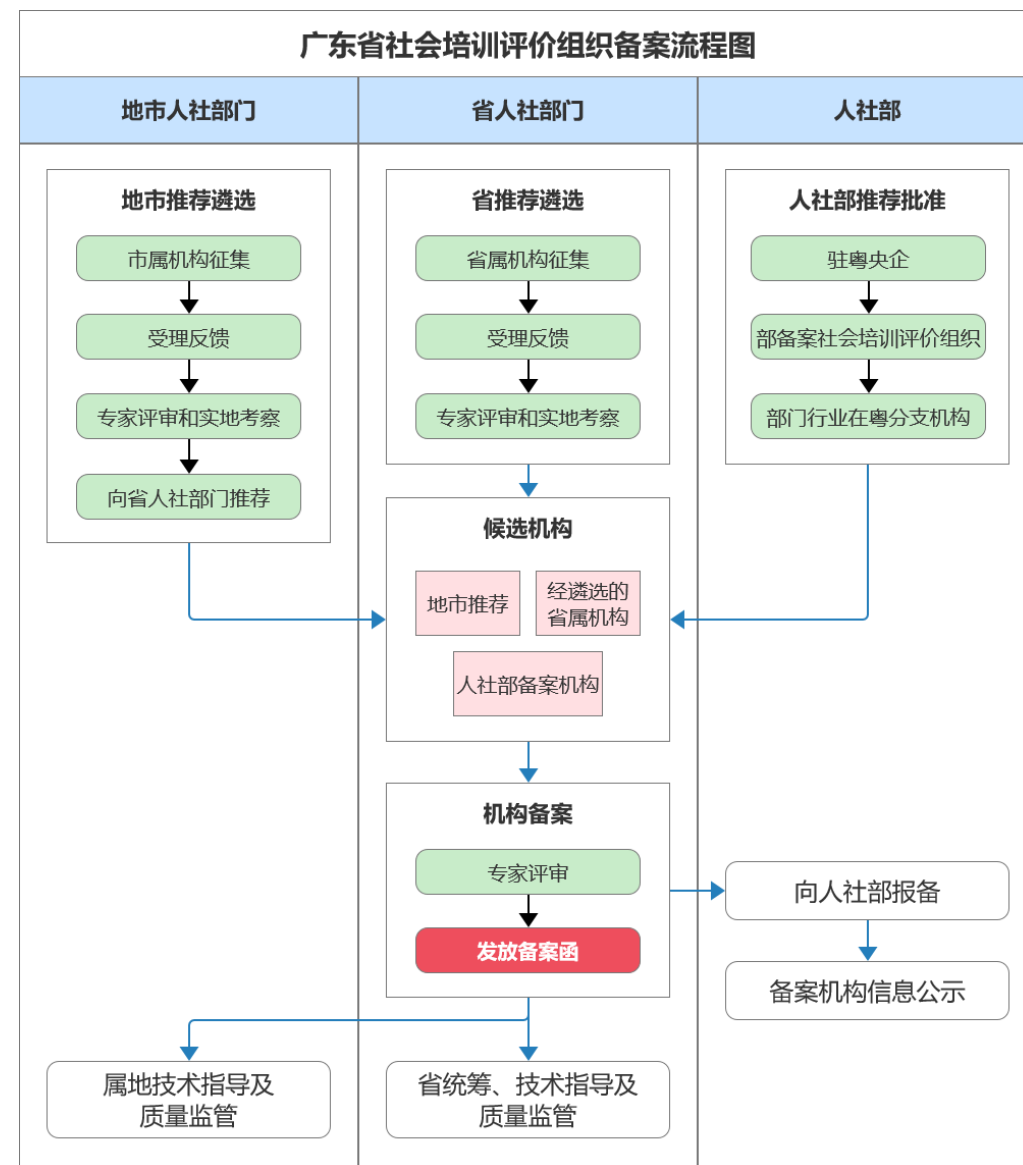 广东省社会培训评价组织备案流程图
地市人社部门
省人社部门
人社部
地市推荐遴选
市属机构征集
受理反馈
专家评审和实地考察
向省人社部门推荐
省推荐遴选
省属机构征集
受理反馈
专家评审和实地考察
人社部推荐批准
驻粤央企
部备案社会培训评价组织
部门行业在粤分支机构
候选机构
地市推荐
经遴选的
省属机构
人社部备案机构
机构备案
专家评审
发放备案函
向人社部报备
备案机构信息公示
属地技术指导及
质量监管
省统筹、技术指导及
质量监管